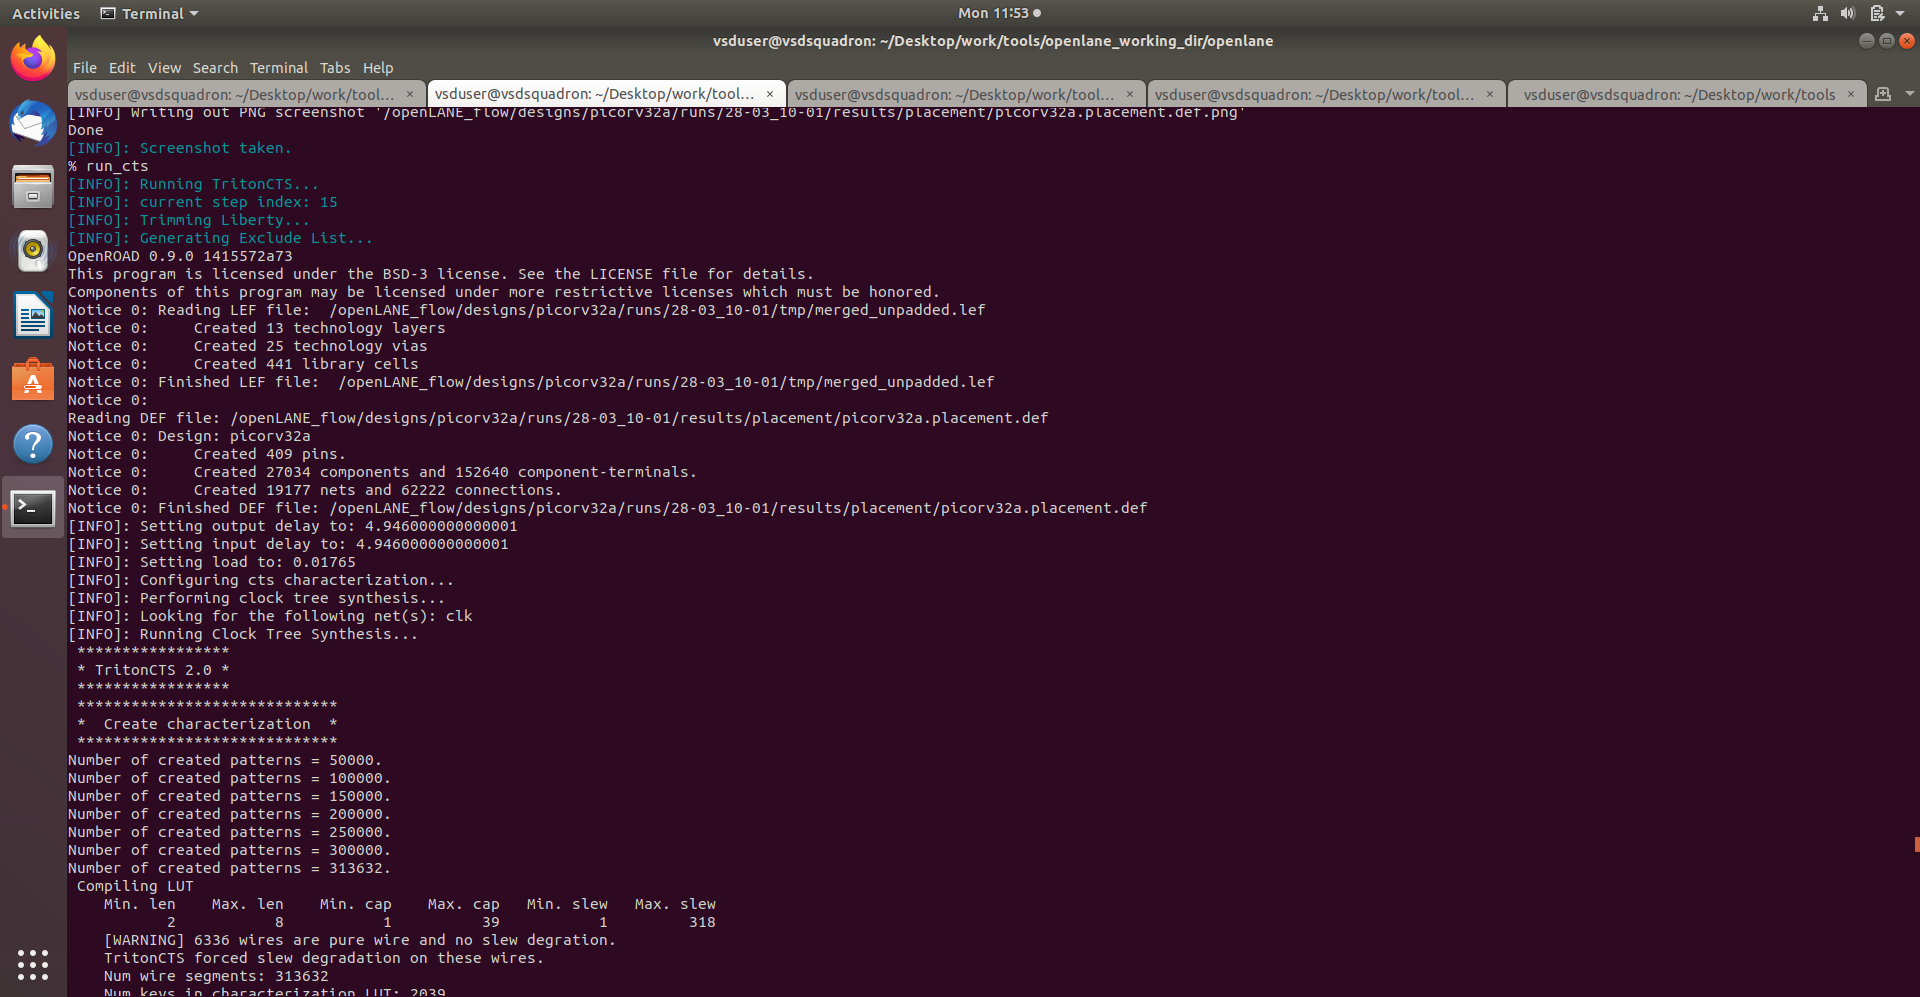 Activities Terminal Mon 11:53
vsduser@vsdsquadron: ~/Desktop/work/tools/openlane_working_dir/openlane
File Edit View Search Terminal Tabs Help
vsduser@vsdsquadron: ~/Desktop/work/tool... × vsduser@vsdsquadron: ~/Desktop/work/tool... × vsduser@vsdsquadron: ~/Desktop/work/tool... × vsduser@vsdsquadron: ~/Desktop/work/tool... × vsduser@vsdsquadron: ~/Desktop/work/tools ×
[INFO] Writing out PNG screenshot '/openLANE_flow/designs/picorv32a/runs/28-03_10-01/results/placement/picorv32a.placement.def.png'
Done
[INFO]: Screenshot taken.
% run_cts
[INFO]: Running TritonCTS...
[INFO]: current step index: 15
[INFO]: Trimming Liberty...
[INFO]: Generating Exclude List...
OpenROAD 0.9.0 1415572a73
This program is licensed under the BSD-3 license. See the LICENSE file for details.
Components of this program may be licensed under more restrictive licenses which must be honored.
Notice 0: Reading LEF file:  /openLANE_flow/designs/picorv32a/runs/28-03_10-01/tmp/merged_unpadded.lef
Notice 0:     Created 13 technology layers
Notice 0:     Created 25 technology vias
Notice 0:     Created 441 library cells
Notice 0: Finished LEF file:  /openLANE_flow/designs/picorv32a/runs/28-03_10-01/tmp/merged_unpadded.lef
Notice 0:
Reading DEF file: /openLANE_flow/designs/picorv32a/runs/28-03_10-01/results/placement/picorv32a.placement.def
Notice 0: Design: picorv32a
Notice 0:     Created 409 pins.
Notice 0:     Created 27034 components and 152640 component-terminals.
Notice 0:     Created 19177 nets and 62222 connections.
Notice 0: Finished DEF file: /openLANE_flow/designs/picorv32a/runs/28-03_10-01/results/placement/picorv32a.placement.def
[INFO]: Setting output delay to: 4.946000000000001
[INFO]: Setting input delay to: 4.946000000000001
[INFO]: Setting load to: 0.01765
[INFO]: Configuring cts characterization...
[INFO]: Performing clock tree synthesis...
[INFO]: Looking for the following net(s): clk
[INFO]: Running Clock Tree Synthesis...
*****************
* TritonCTS 2.0 *
*****************
*****************************
*  Create characterization  *
*****************************
Number of created patterns = 50000.
Number of created patterns = 100000.
Number of created patterns = 150000.
Number of created patterns = 200000.
Number of created patterns = 250000.
Number of created patterns = 300000.
Number of created patterns = 313632.
Compiling LUT
Min. len    Max. len    Min. cap    Max. cap   Min. slew   Max. slew
2           8           1          39           1         318
[WARNING] 6336 wires are pure wire and no slew degration.
TritonCTS forced slew degradation on these wires.
Num wire segments: 313632
Num keys in characterization LUT: 2039